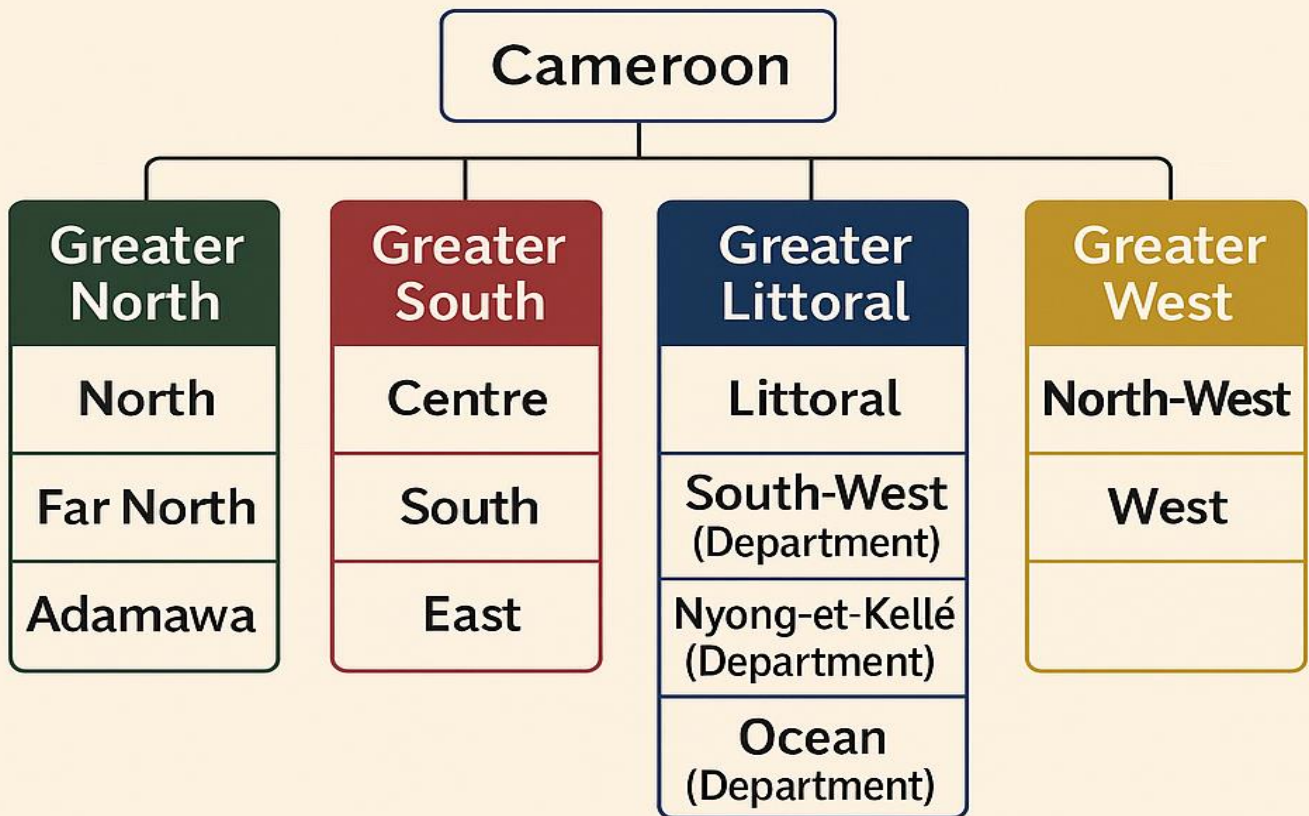 Cameroon
Greater
North
North
Far North
Adamawa
Greater
South
Centre
South
East
Greater
Littoral
Littoral
South-West
(Department)
Nyong-et-Kellé
(Department)
Ocean
(Department)
Greater
West
North-West
West